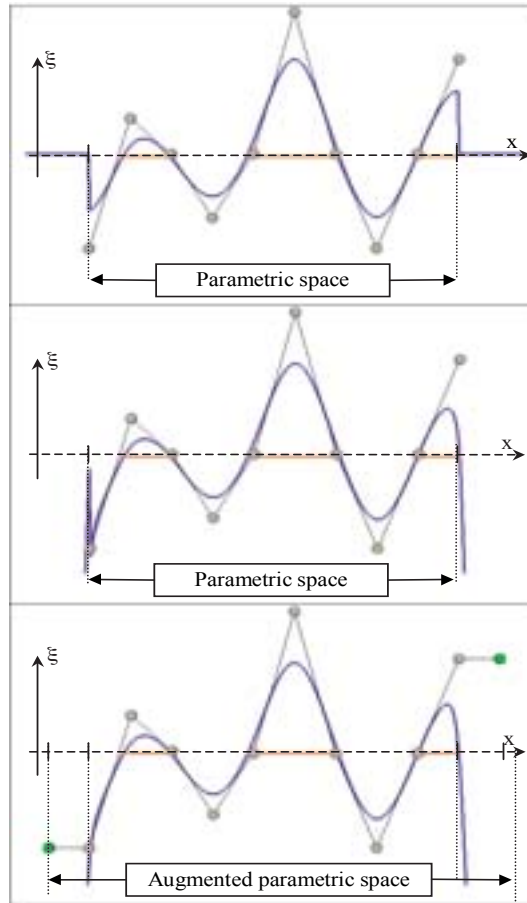 ξ
x
Parametric space
ξ
x
Parametric space
ξ
x
Augmented parametric space